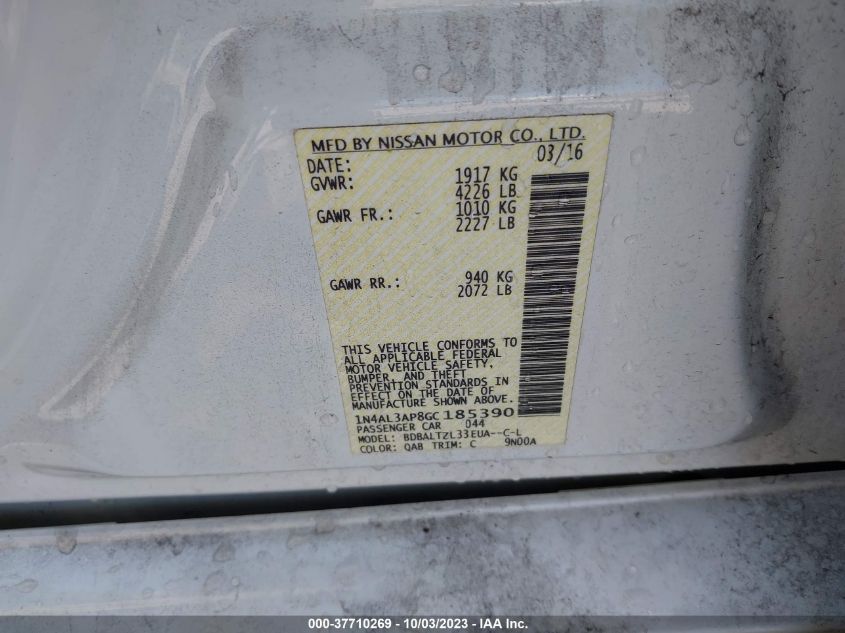 MFD BY NISSAN MOTOR CO., LTD.
DATE: 03/16
GVWR: 1917 KG
4226 LB
GAWR FR.: 1010 KG
2227 LB
GAWR RR.: 940 KG
2072 LB
THIS VEHICLE CONFORMS TO
ALL APPLICABLE FEDERAL
MOTOR VEHICLE SAFETY,
BUMPER, AND THEFT
PREVENTION STANDARDS IN
EFFECT ON THE DATE OF
MANUFACTURE SHOWN ABOVE.
1N4AL3AP8GC185390
PASSENGER CAR 044
MODEL: BDBALTZL33EUA--C-L
COLOR: QAB TRIM: C 9N00A
000-37710269 - 10/03/2023 - IAA Inc.